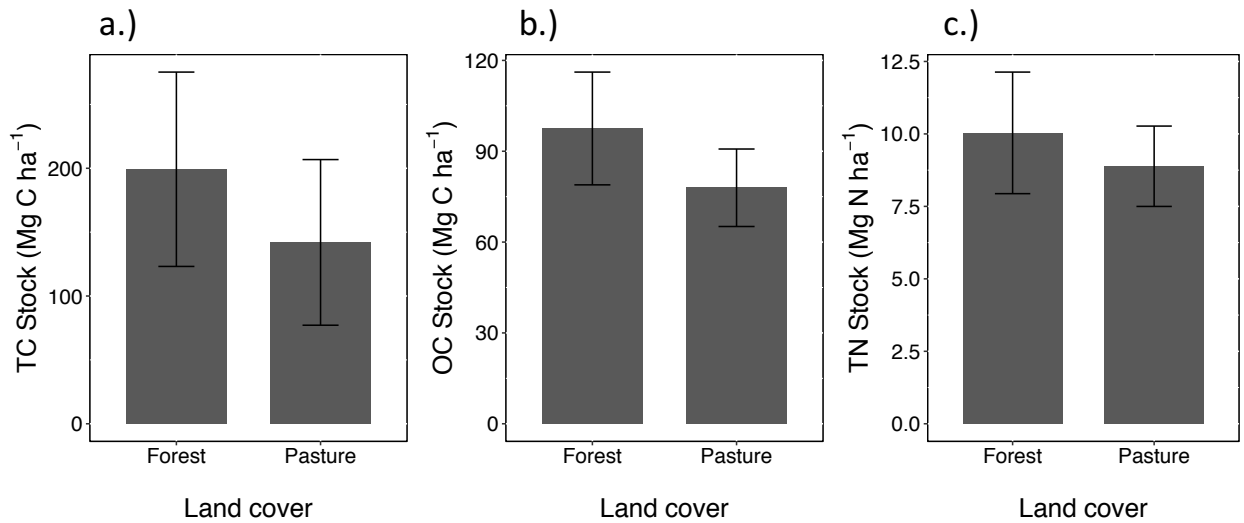 a.)
TC Stock (Mg C ha⁻¹)
200
100
0
Forest Pasture
Land cover
b.)
OC Stock (Mg C ha⁻¹)
120
90
60
30
0
Forest Pasture
Land cover
c.)
TN Stock (Mg N ha⁻¹)
12.5
10.0
7.5
5.0
2.5
0.0
Forest Pasture
Land cover